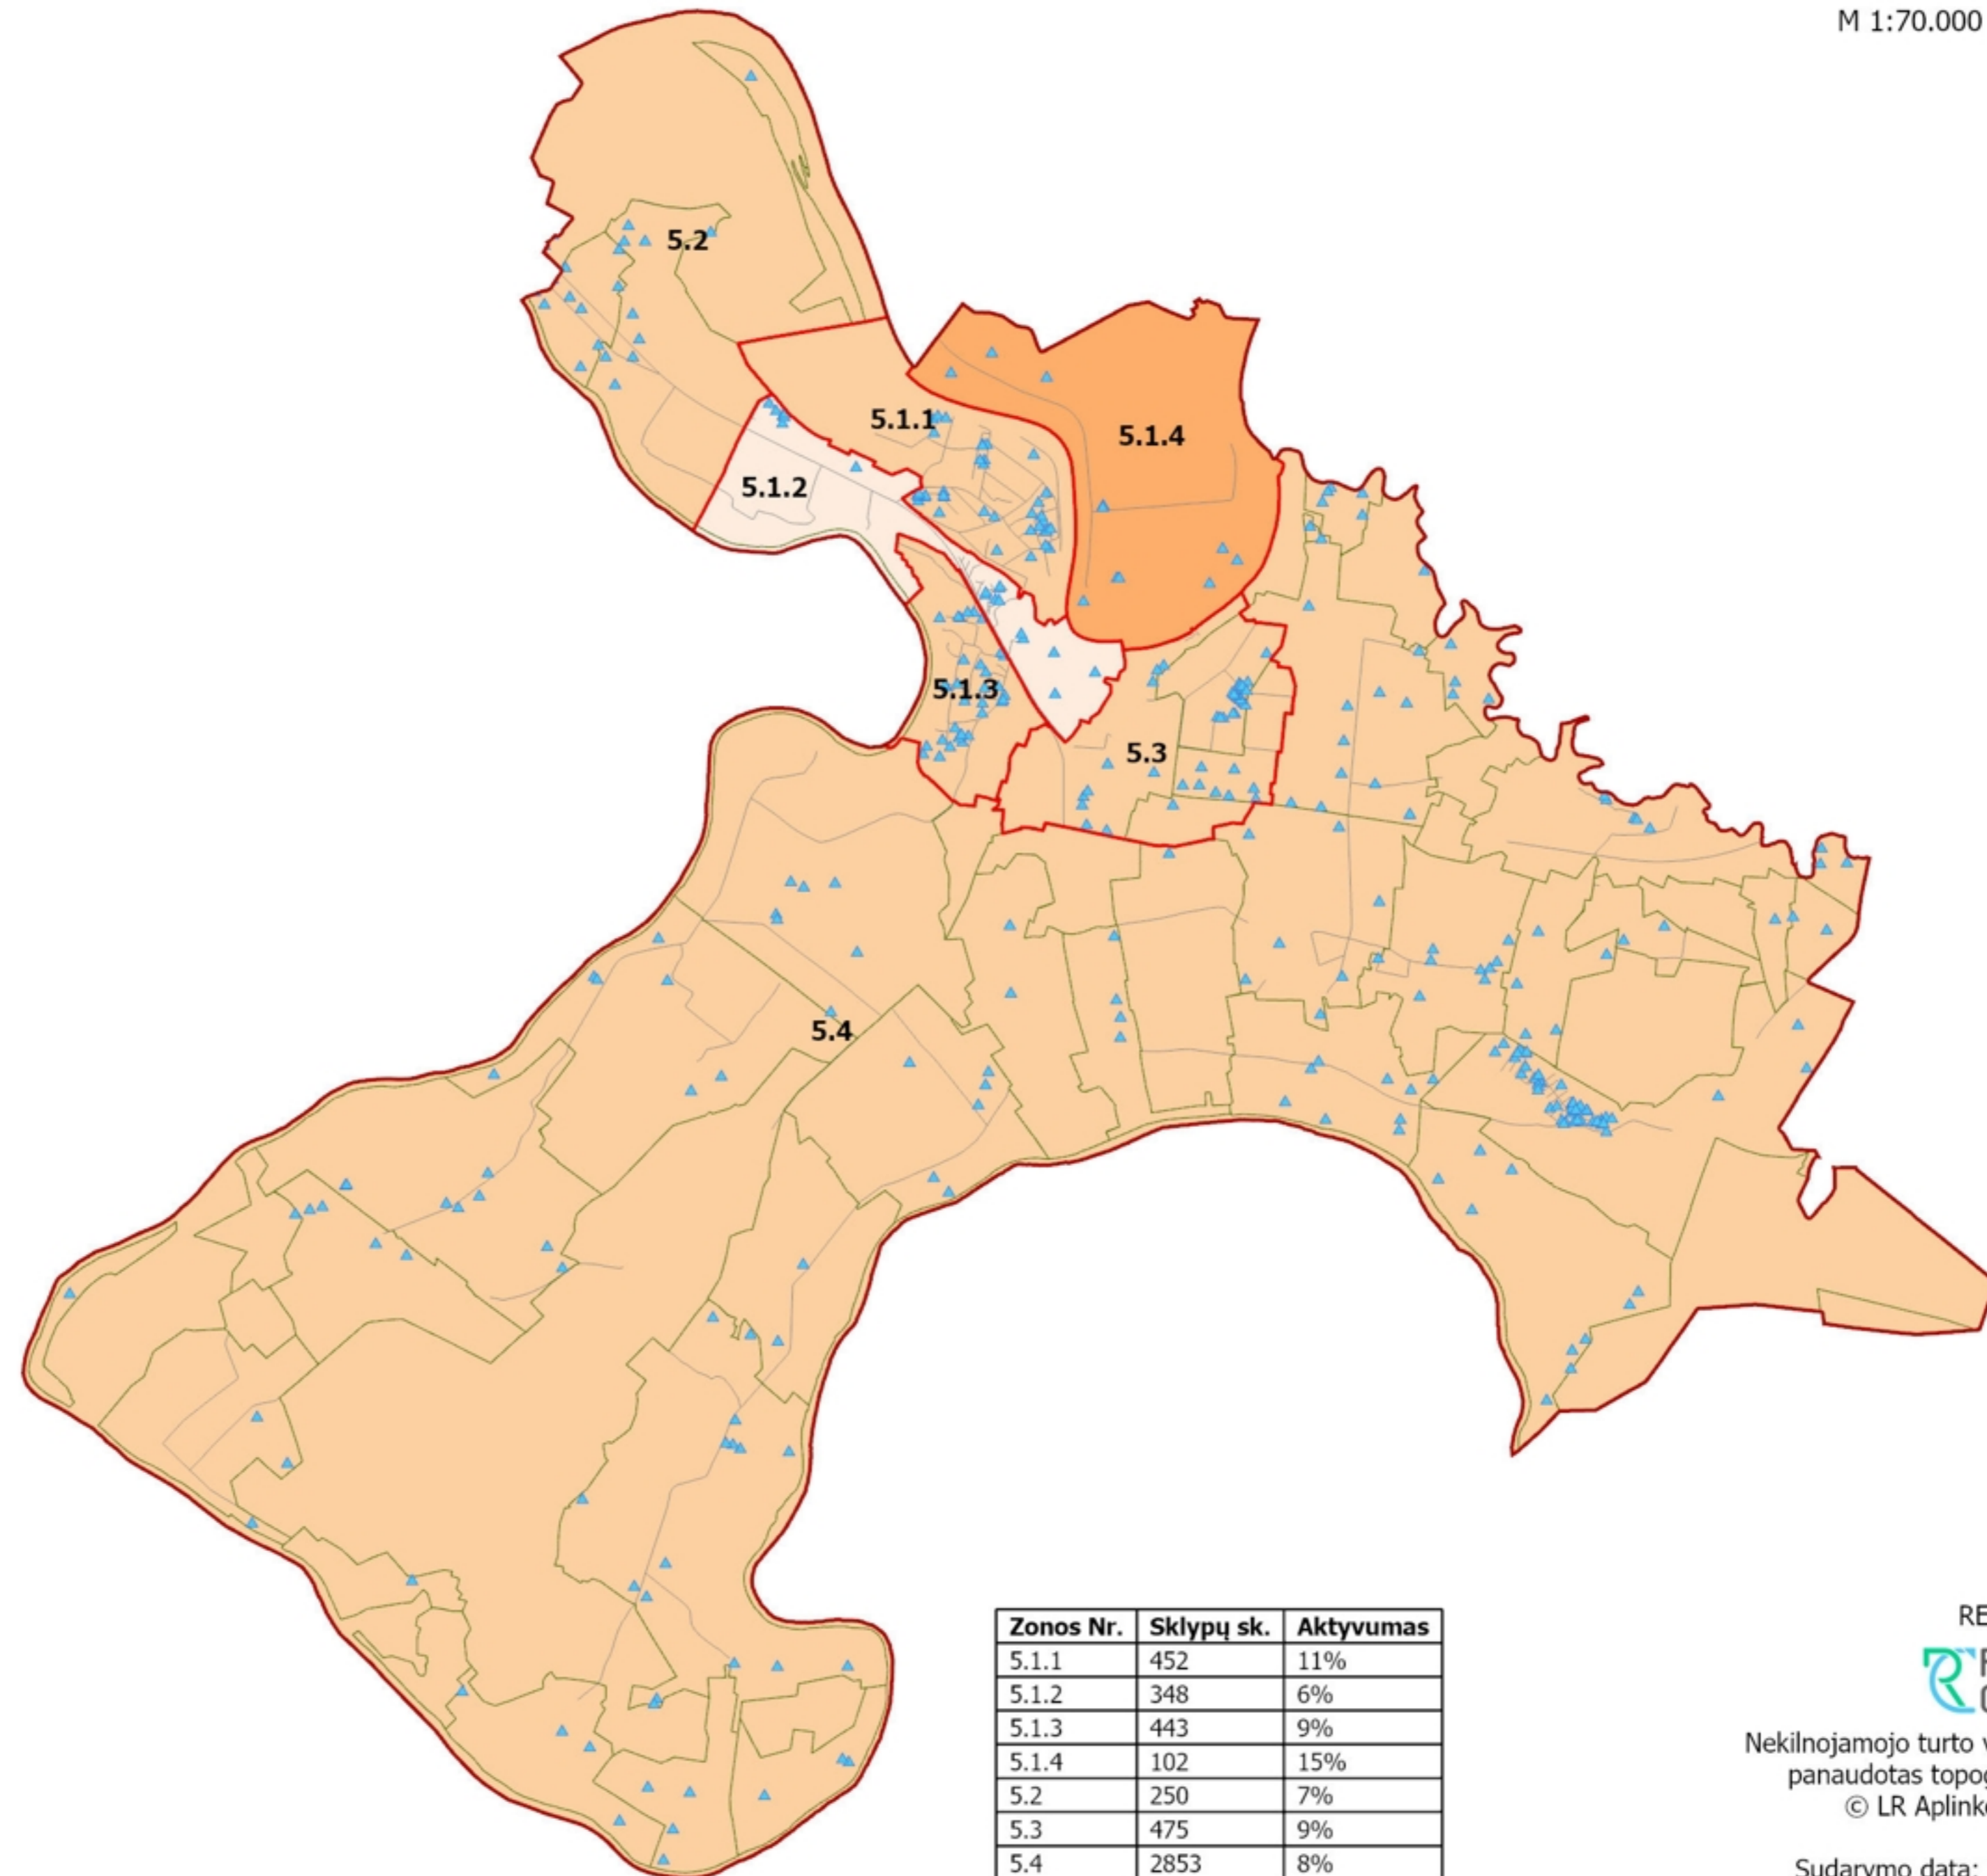 M 1:70.000
5.2
5.1.1
5.1.4
5.1.2
5.1.3
5.3
5.4
Zonos Nr. Sklypų sk. Aktyvumas
5.1.1 452 11%
5.1.2 348 6%
5.1.3 443 9%
5.1.4 102 15%
5.2 250 7%
5.3 475 9%
5.4 2853 8%
RE
Nekilnojamojo turto v
panaudotas topog
© LR Aplink
Sudarymo data: